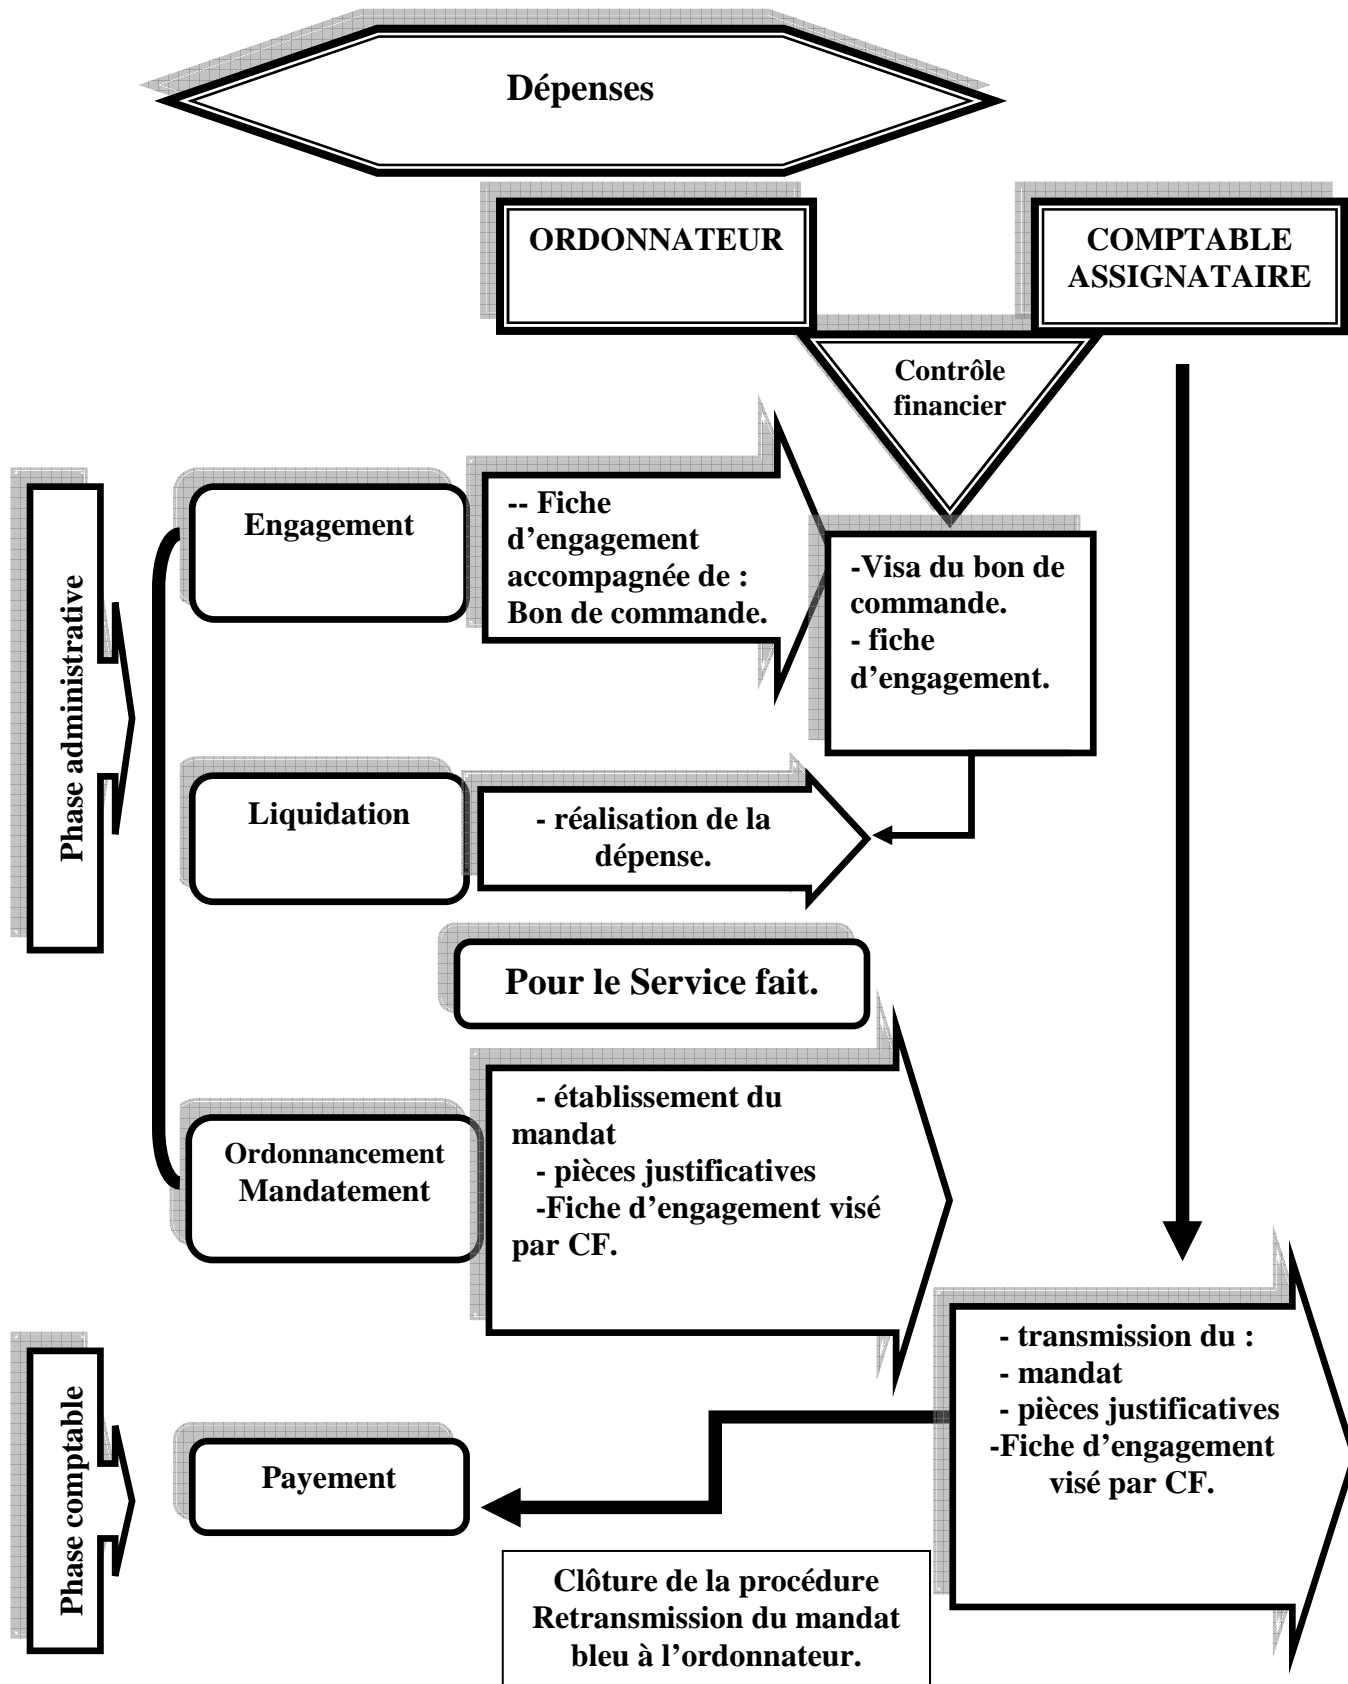 Dépenses
ORDONNATEUR
COMPTABLE
ASSIGNATAIRE
Contrôle
financier
Phase administrative
Engagement
-- Fiche
d’engagement
accompagnée de :
Bon de commande.
-Visa du bon de
commande.
- fiche
d’engagement.
Liquidation
- réalisation de la
dépense.
Pour le Service fait.
Ordonnancement
Mandatement
- établissement du
mandat
- pièces justificatives
-Fiche d’engagement visé
par CF.
- transmission du :
- mandat
- pièces justificatives
-Fiche d’engagement
visé par CF.
Phase comptable
Payement
Clôture de la procédure
Retransmission du mandat
bleu à l’ordonnateur.